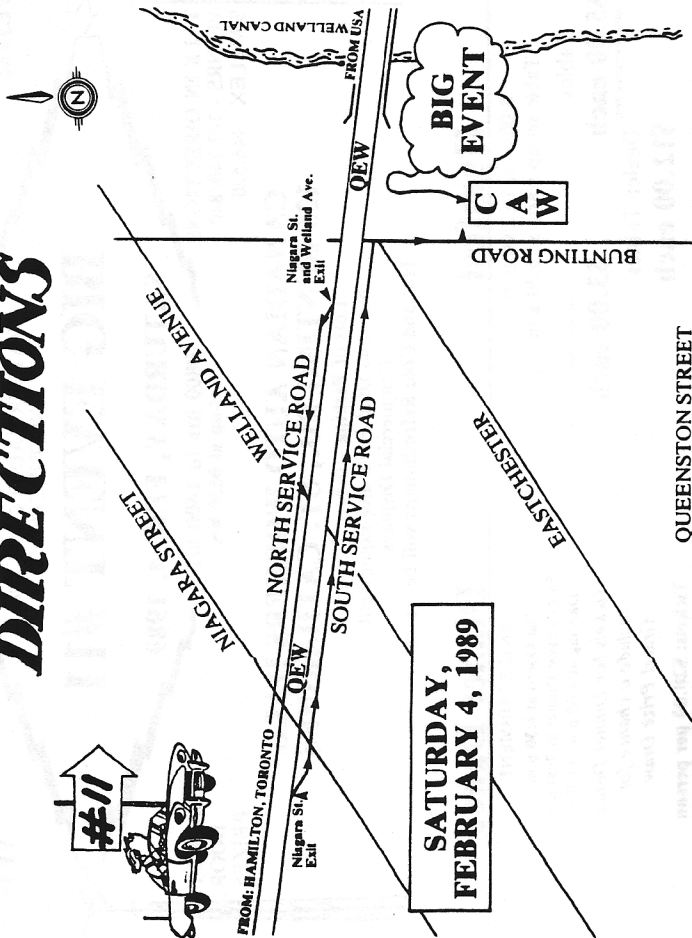 DIRECTIONS
N
#11
WELLAND CANAL
FROM USA
BIG
EVENT
QEW
C
A
W
Niagara St.
and Welland Ave.
Exit
BUNTING ROAD
WELLAND AVENUE
NORTH SERVICE ROAD
NIAGARA STREET
SOUTH SERVICE ROAD
QEW
EASTCHESTER
QUEENSTON STREET
FROM: HAMILTON, TORONTO
Niagara St.
Exit
SATURDAY,
FEBRUARY 4, 1989